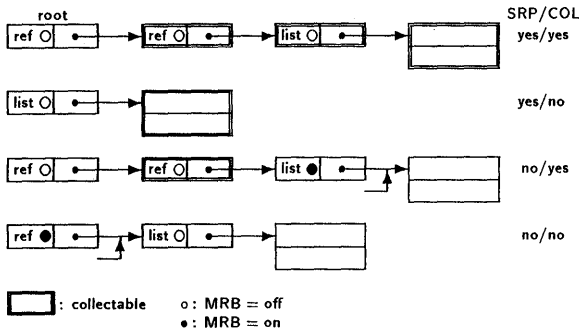 root SRP/COL
ref ○ ref ○ list ○ yes/yes
list ○ yes/no
ref ○ ref ○ list ● no/yes
ref ● list ○ no/no
: collectable ○: MRB = off
●: MRB = on